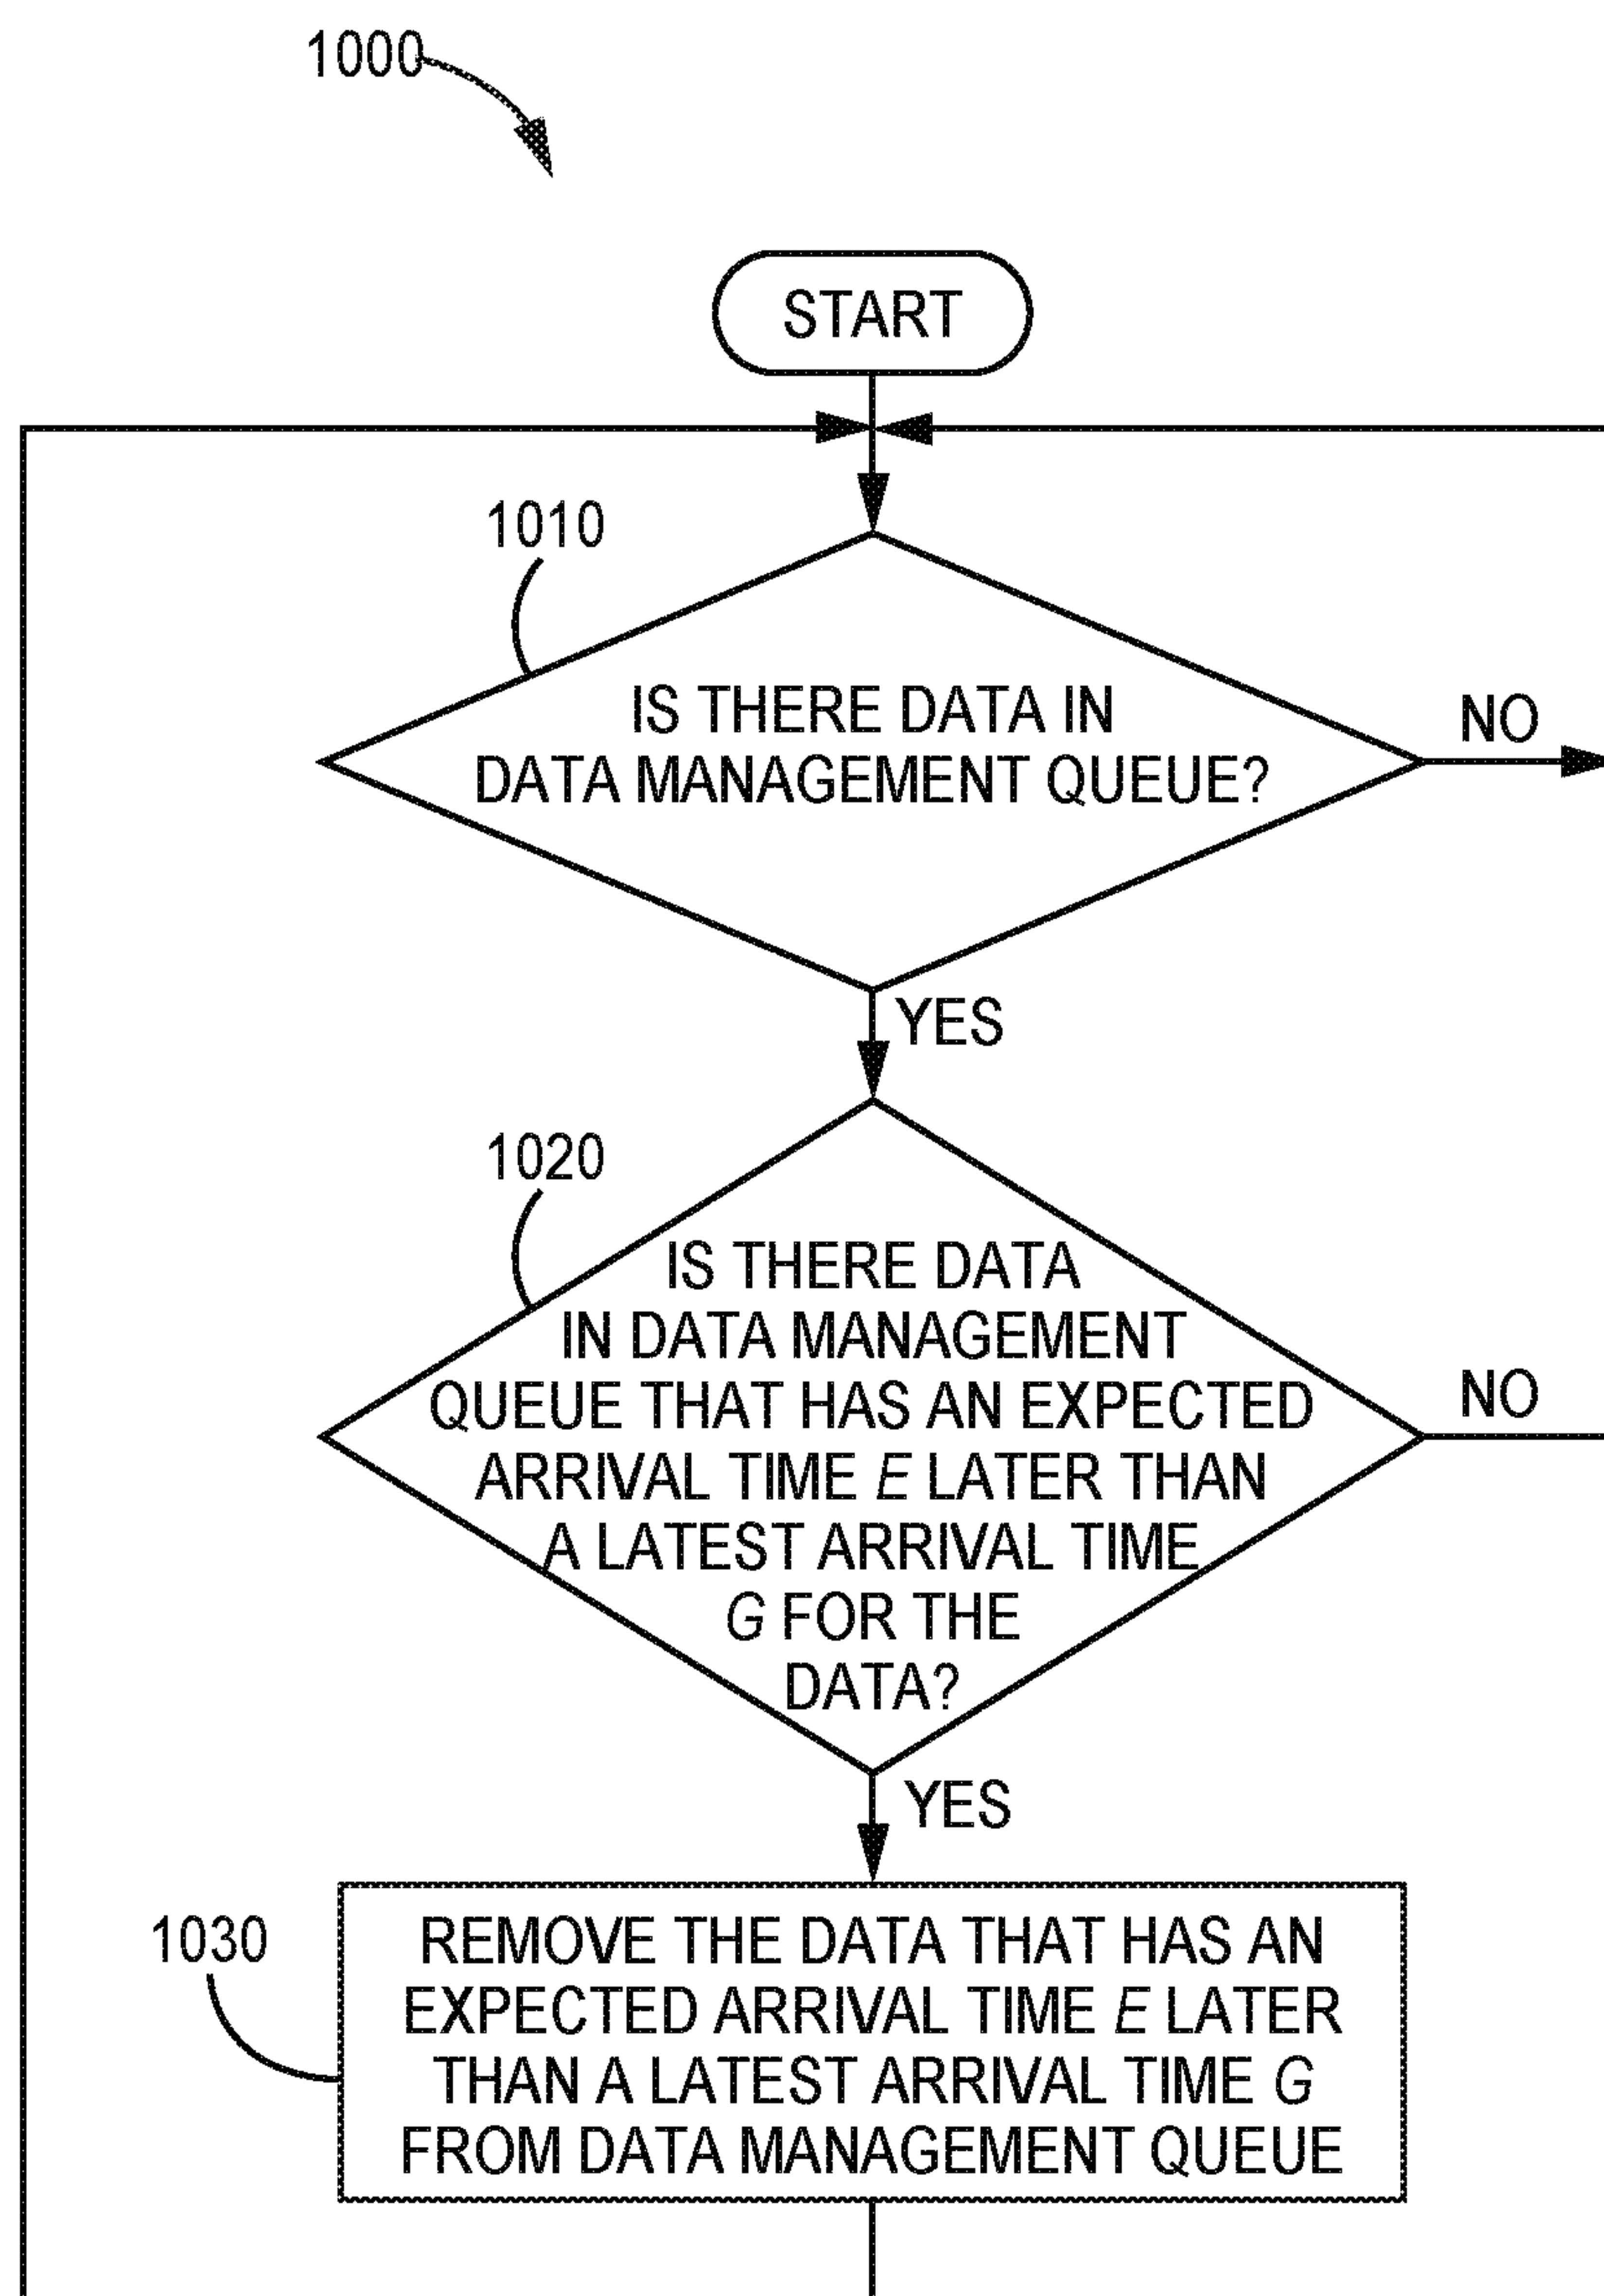 1000
START
1010
IS THERE DATA IN
DATA MANAGEMENT QUEUE?
NO
YES
1020
IS THERE DATA
IN DATA MANAGEMENT
QUEUE THAT HAS AN EXPECTED
ARRIVAL TIME E LATER THAN
A LATEST ARRIVAL TIME
G FOR THE
DATA?
NO
YES
1030
REMOVE THE DATA THAT HAS AN
EXPECTED ARRIVAL TIME E LATER
THAN A LATEST ARRIVAL TIME G
FROM DATA MANAGEMENT QUEUE